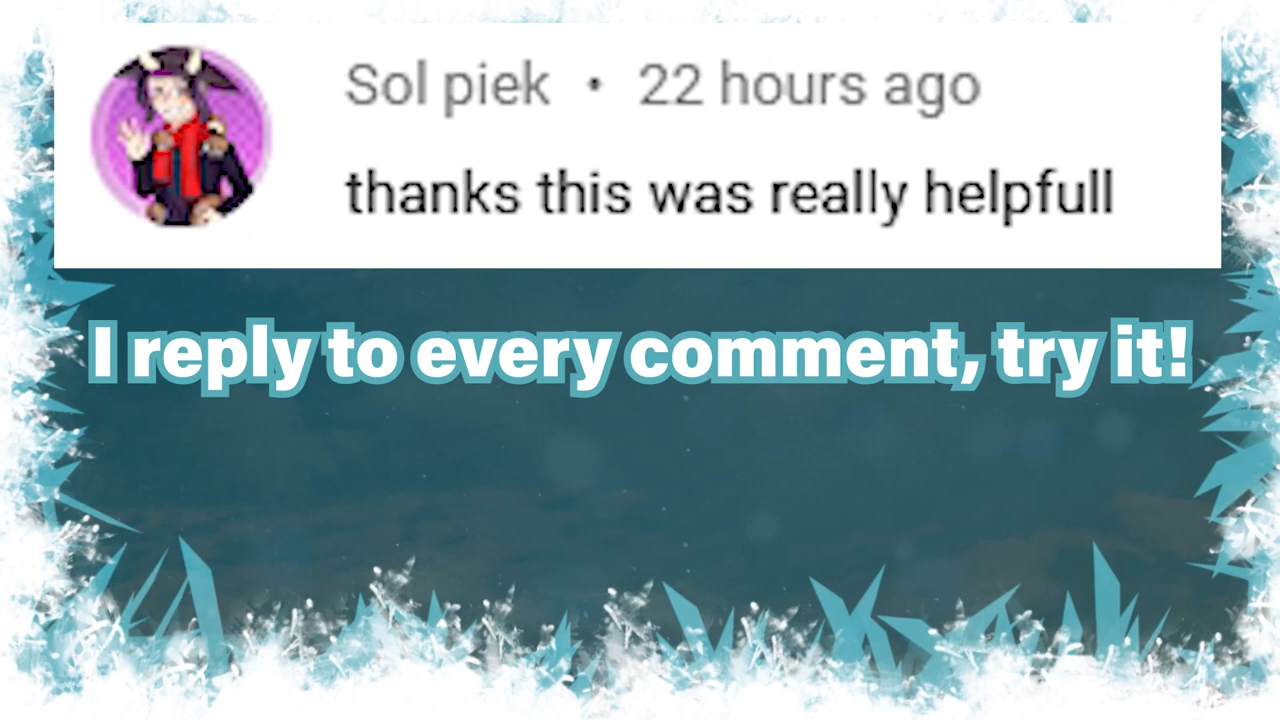 Sol piek • 22 hours ago
thanks this was really helpfull
I reply to every comment, try it!